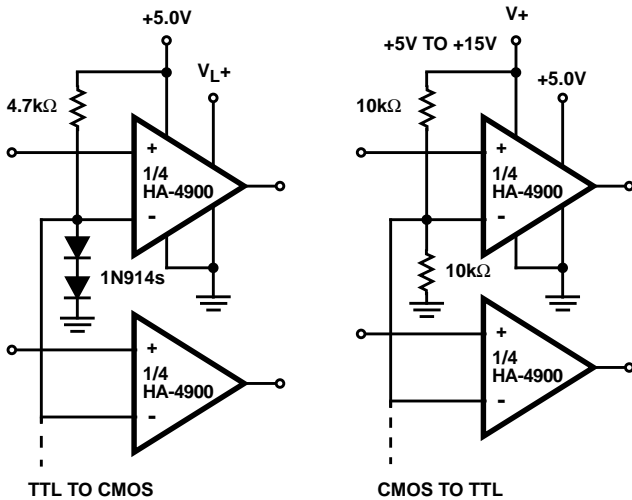 +5.0V
VL+
4.7kΩ
+
1/4
HA-4900
-
1N914s
+
1/4
HA-4900
-
TTL TO CMOS
V+
+5V TO +15V
+5.0V
10kΩ
+
1/4
HA-4900
-
10kΩ
+
1/4
HA-4900
-
CMOS TO TTL